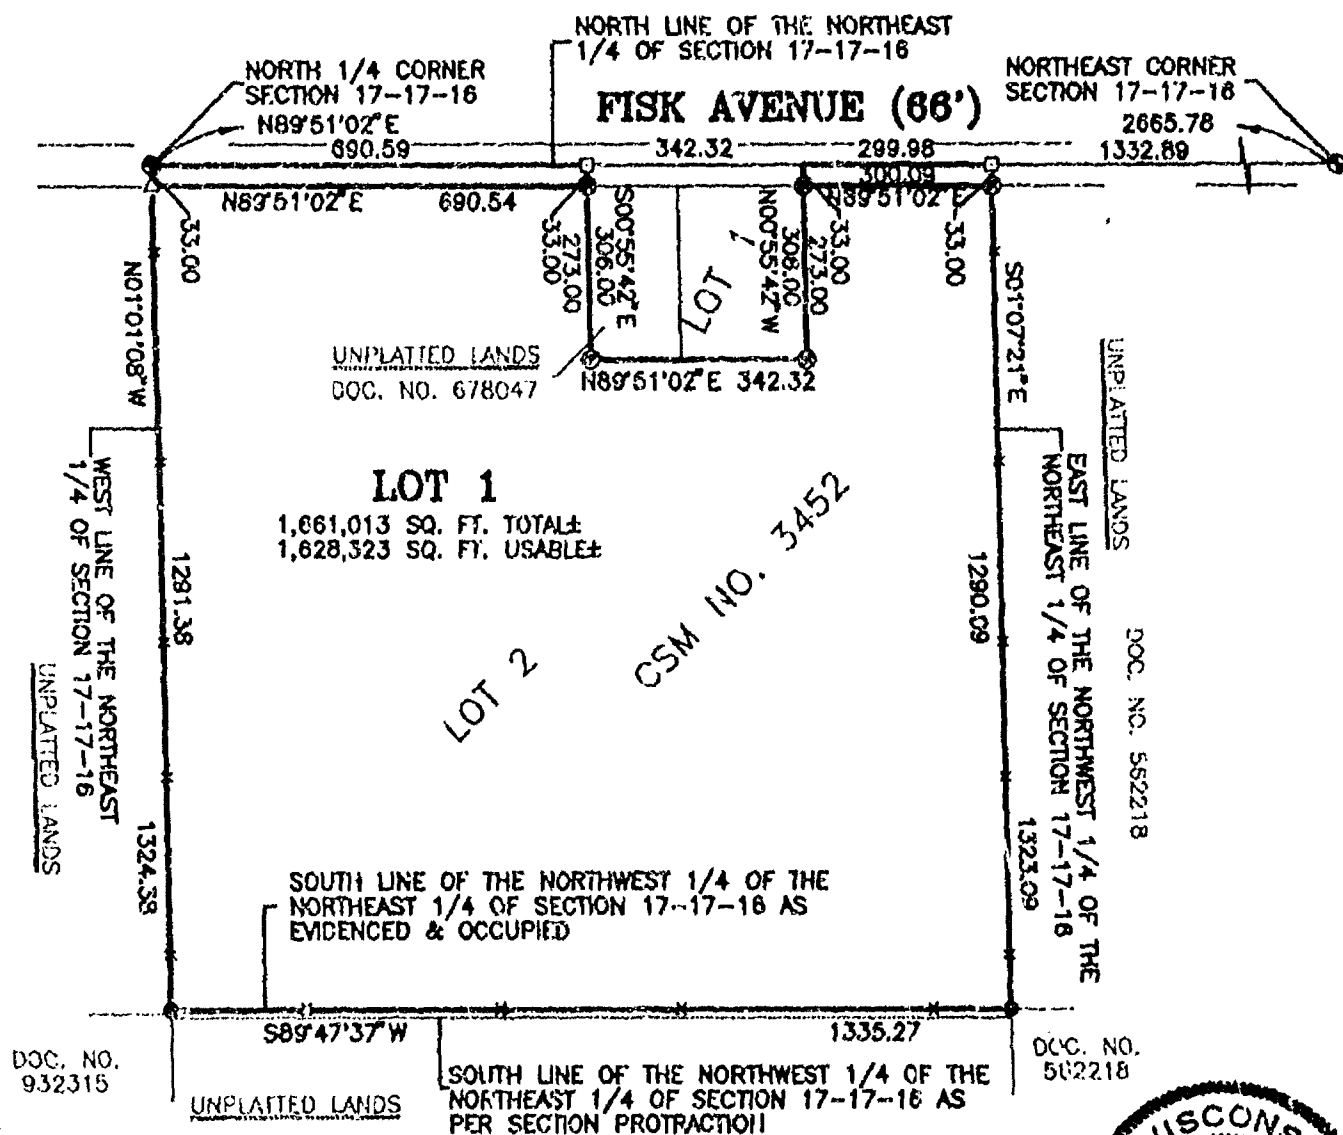 NORTH LINE OF THE NORTHEAST
1/4 OF SECTION 17-17-16
NORTH 1/4 CORNER
SECTION 17-17-16
NORTHEAST CORNER
SECTION 17-17-16
FISK AVENUE (66')
N89°51'02"E
2665.78
690.59
342.32
299.98
1332.89
300.09
N89°51'02"E
690.54
N89°51'02"E
33.00
33.00
273.00
306.00
S00°55'42"E
LOT 1
N00°55'42"W
306.00
273.00
33.00
33.00
N01°01'08"W
S01°07'21"E
UNPLATTED LANDS
DOC. NO. 678047
N89°51'02"E 342.32
UNPLATTED LANDS
DOC. NO. 562218
LOT 1
1,661,013 SQ. FT. TOTAL±
1,628,323 SQ. FT. USABLE±
CSM NO. 3452
LOT 2
WEST LINE OF THE NORTHEAST
1/4 OF SECTION 17-17-16
UNPLATTED LANDS
1291.38
1324.38
EAST LINE OF THE NORTHWEST 1/4 OF THE
NORTHEAST 1/4 OF SECTION 17-17-16
1290.09
1323.09
SOUTH LINE OF THE NORTHWEST 1/4 OF THE
NORTHEAST 1/4 OF SECTION 17-17-16 AS
EVIDENCED & OCCUPIED
S89°47'37"W
1335.27
DOC. NO.
932315
UNPLATTED LANDS
SOUTH LINE OF THE NORTHWEST 1/4 OF THE
NORTHEAST 1/4 OF SECTION 17-17-16 AS
PER SECTION PROTRACTION
DOC. NO.
562218